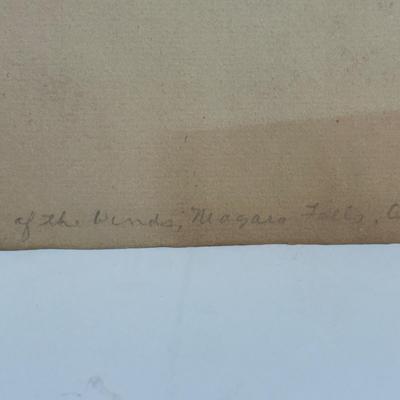 of the Winds, Niagara Falls,